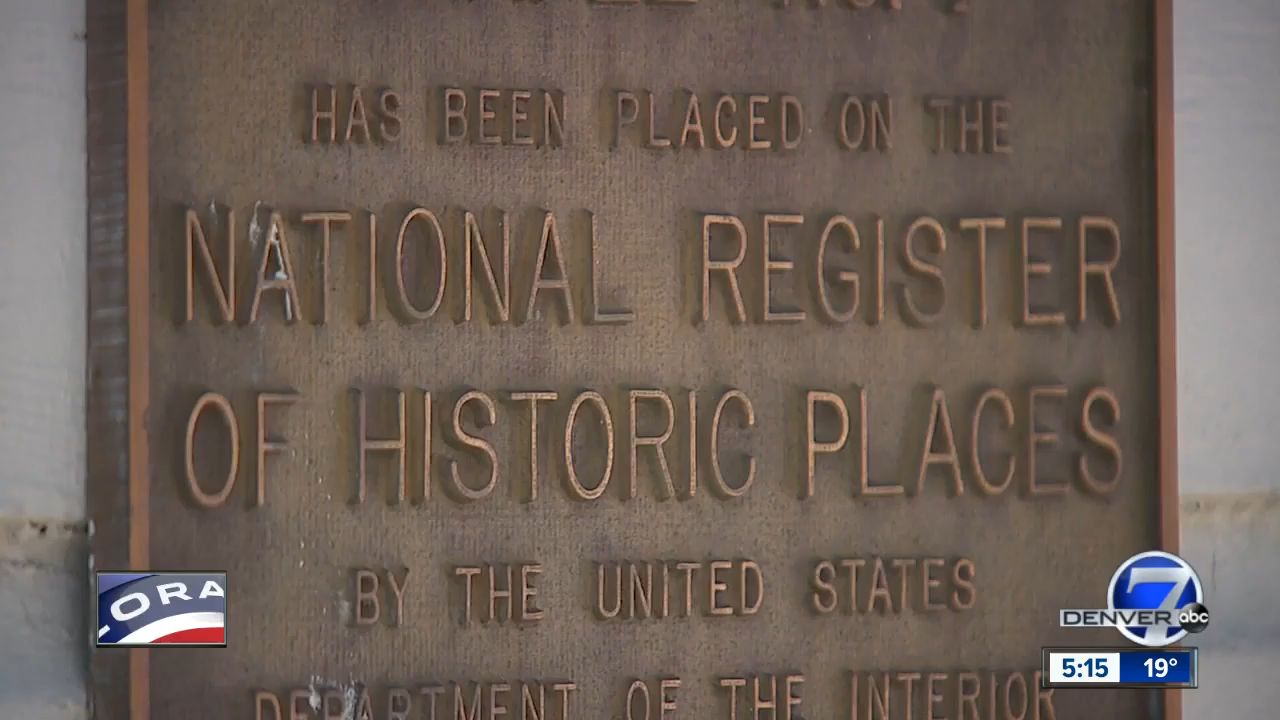 HAS BEEN PLACED ON THE
NATIONAL REGISTER
OF HISTORIC PLACES
BY THE UNITED STATES
DEPARTMENT OF THE INTERIOR
ORA
DENVER 7 abc
5:15 19°